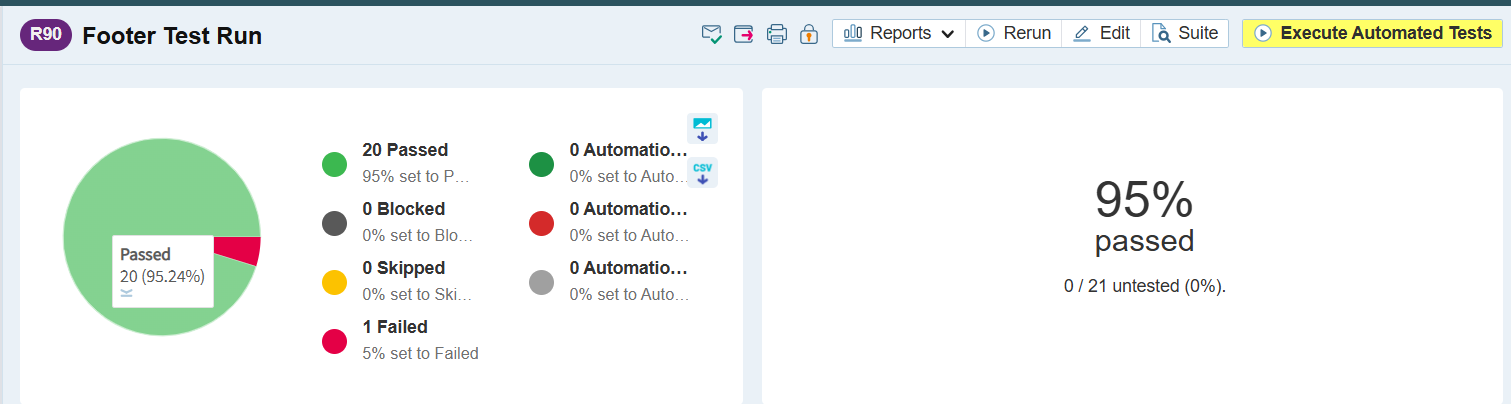 R90 Footer Test Run
Reports Rerun Edit Suite Execute Automated Tests
Passed
20 (95.24%)
20 Passed
95% set to P...
0 Blocked
0% set to Blo...
0 Skipped
0% set to Ski...
1 Failed
5% set to Failed
0 Automatio...
0% set to Auto...
0 Automatio...
0% set to Auto...
0 Automatio...
0% set to Auto...
CSV
95%
passed
0 / 21 untested (0%).